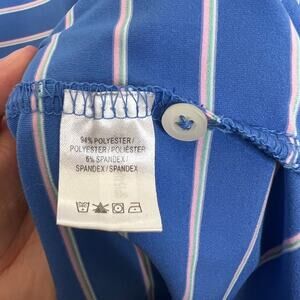 94% POLYESTER/
POLYESTER/POLIÉSTER
6% SPANDEX/
SPANDEX/SPANDEX